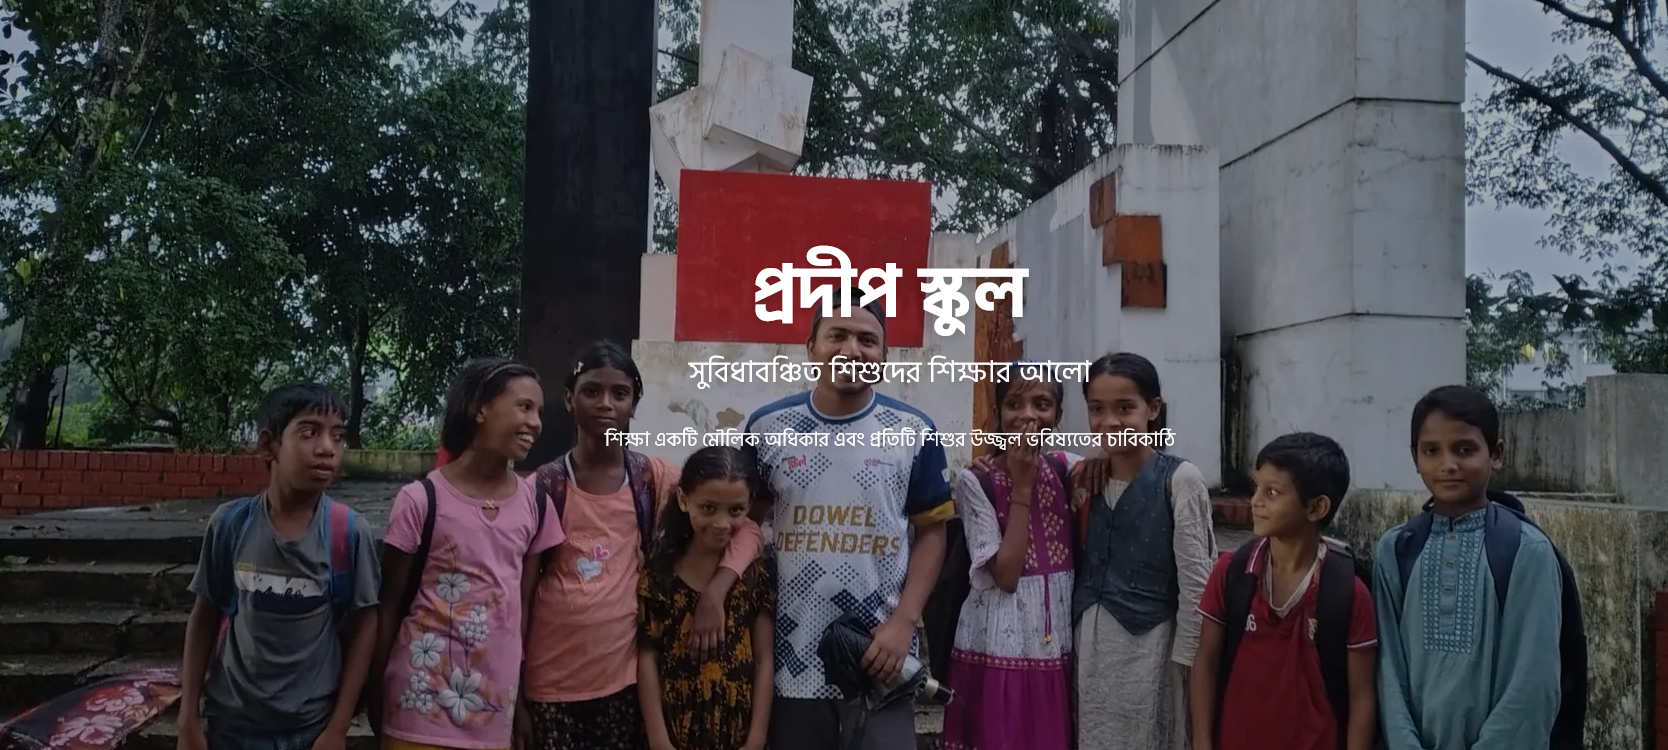 প্রদীপ স্কুল
সুবিধাবঞ্চিত শিশুদের শিক্ষার আলো
শিক্ষা একটি মৌলিক অধিকার এবং প্রতিটি শিশুর উজ্জ্বল ভবিষ্যতের চাবিকাঠি
DOWEL
DEFENDERS